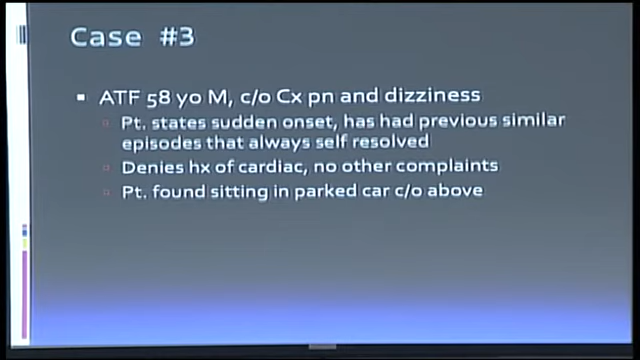 Case #3
ATF 58 yo M, c/o Cx pn and dizziness
Pt. states sudden onset, has had previous similar
episodes that always self resolved
Denies hx of cardiac, no other complaints
Pt. found sitting in parked car c/o above